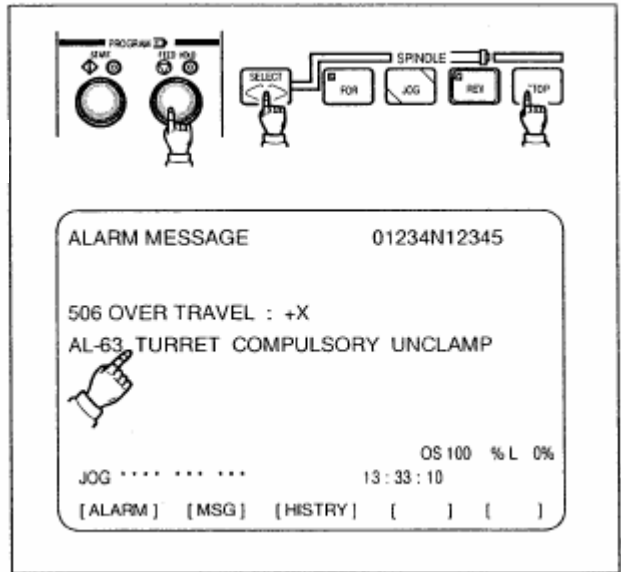 PROGRAM
START FEED HOLD
SPINDLE
SELECT FOR JOG REV STOP
ALARM MESSAGE 01234N12345
506 OVER TRAVEL : +X
AL-63 TURRET COMPULSORY UNCLAMP
OS 100 % L 0%
JOG **** *** *** 13 : 33 : 10
[ ALARM ] [ MSG ] [ HISTRY ] [ ] [ ]